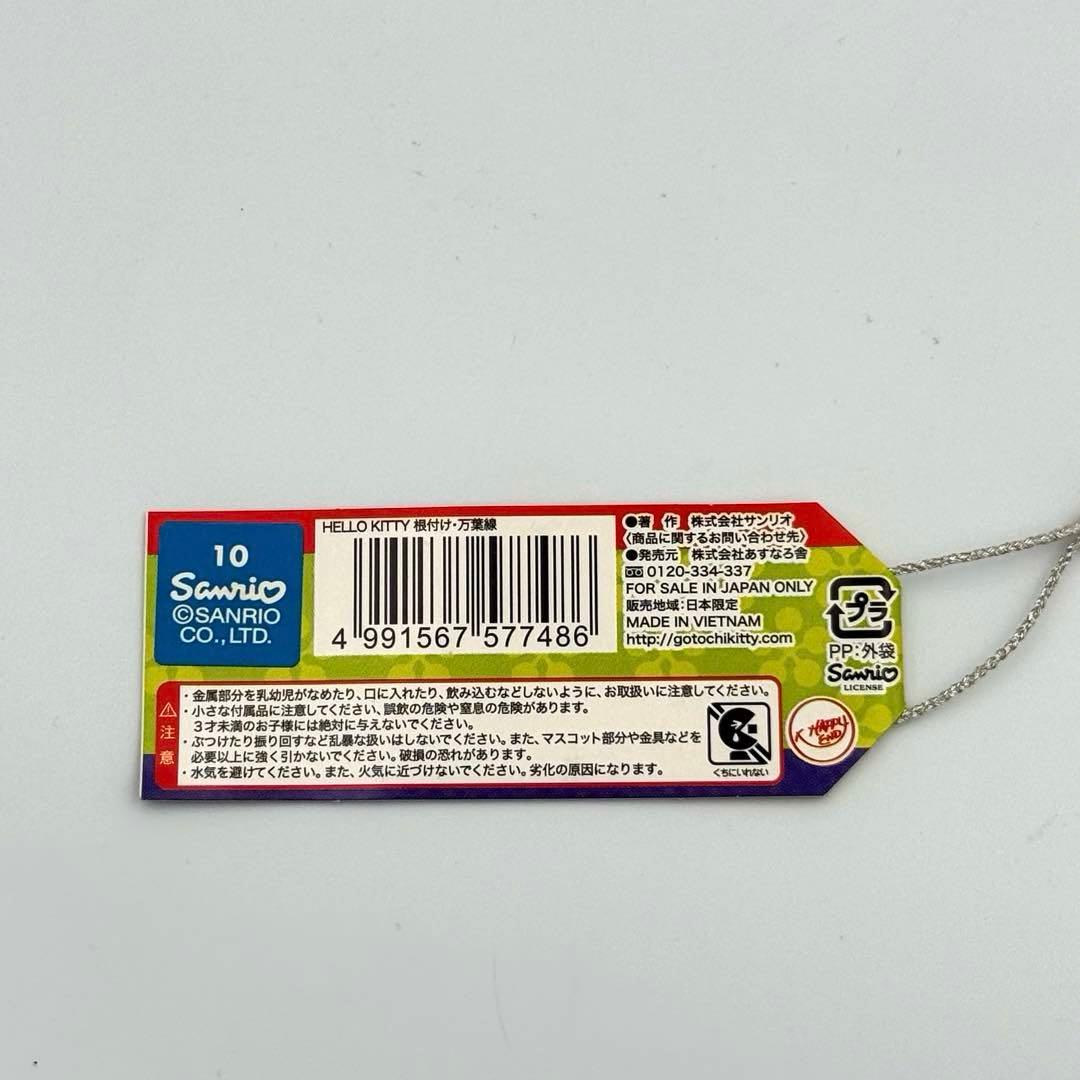 10
Sanrio
©SANRIO
CO., LTD.
HELLO KITTY 根付け・万葉線
4 991567 577486
●著 作 株式会社サンリオ
〈商品に関するお問い合わせ先〉
●発売元 株式会社あすなろ舎
0120-334-337
FOR SALE IN JAPAN ONLY
販売地域：日本限定
MADE IN VIETNAM
http://gotochikitty.com
プラ
PP：外袋
Sanrio
LICENSE
注意
・金属部分を乳幼児がなめたり、口に入れたり、飲み込むなどしないように、お取扱いに注意してください。
・小さな付属品に注意してください、誤飲の危険や窒息の危険があります。
３才未満のお子様には絶対に与えないでください。
・ぶつけたり振り回すなど乱暴な扱いはしないでください。また、マスコット部分や金具などを
必要以上に強く引かないでください。破損の恐れがあります。
・水気を避けてください。また、火気に近づけないでください。劣化の原因になります。
くちにいれない
HAPPY
END